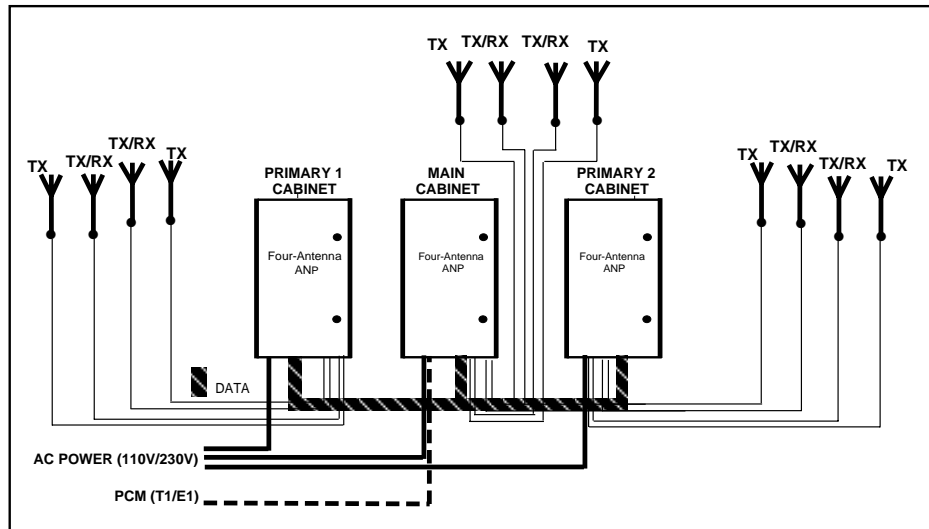 TX TX/RX TX/RX TX
TX TX/RX TX/RX TX
TX TX/RX TX/RX TX
PRIMARY 1
CABINET
MAIN
CABINET
PRIMARY 2
CABINET
Four-Antenna
ANP
Four-Antenna
ANP
Four-Antenna
ANP
DATA
AC POWER (110V/230V)
PCM (T1/E1)